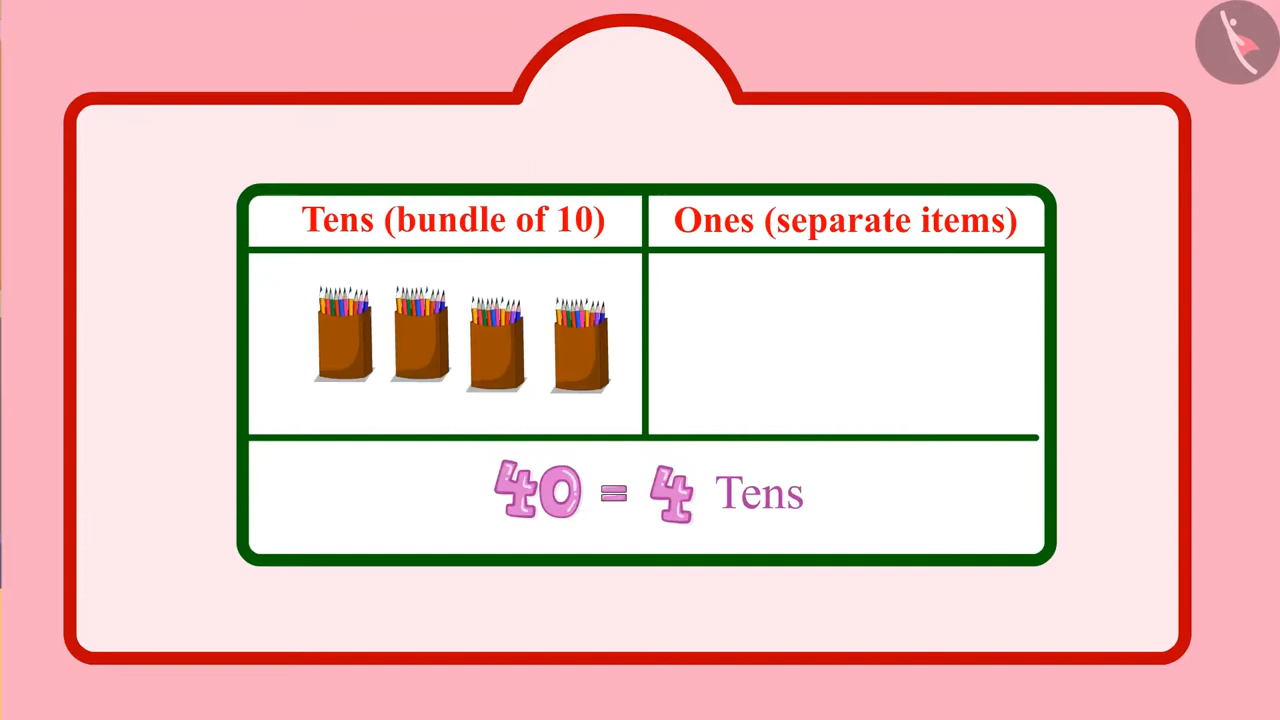 Tens (bundle of 10) Ones (separate items)
40 = 4 Tens